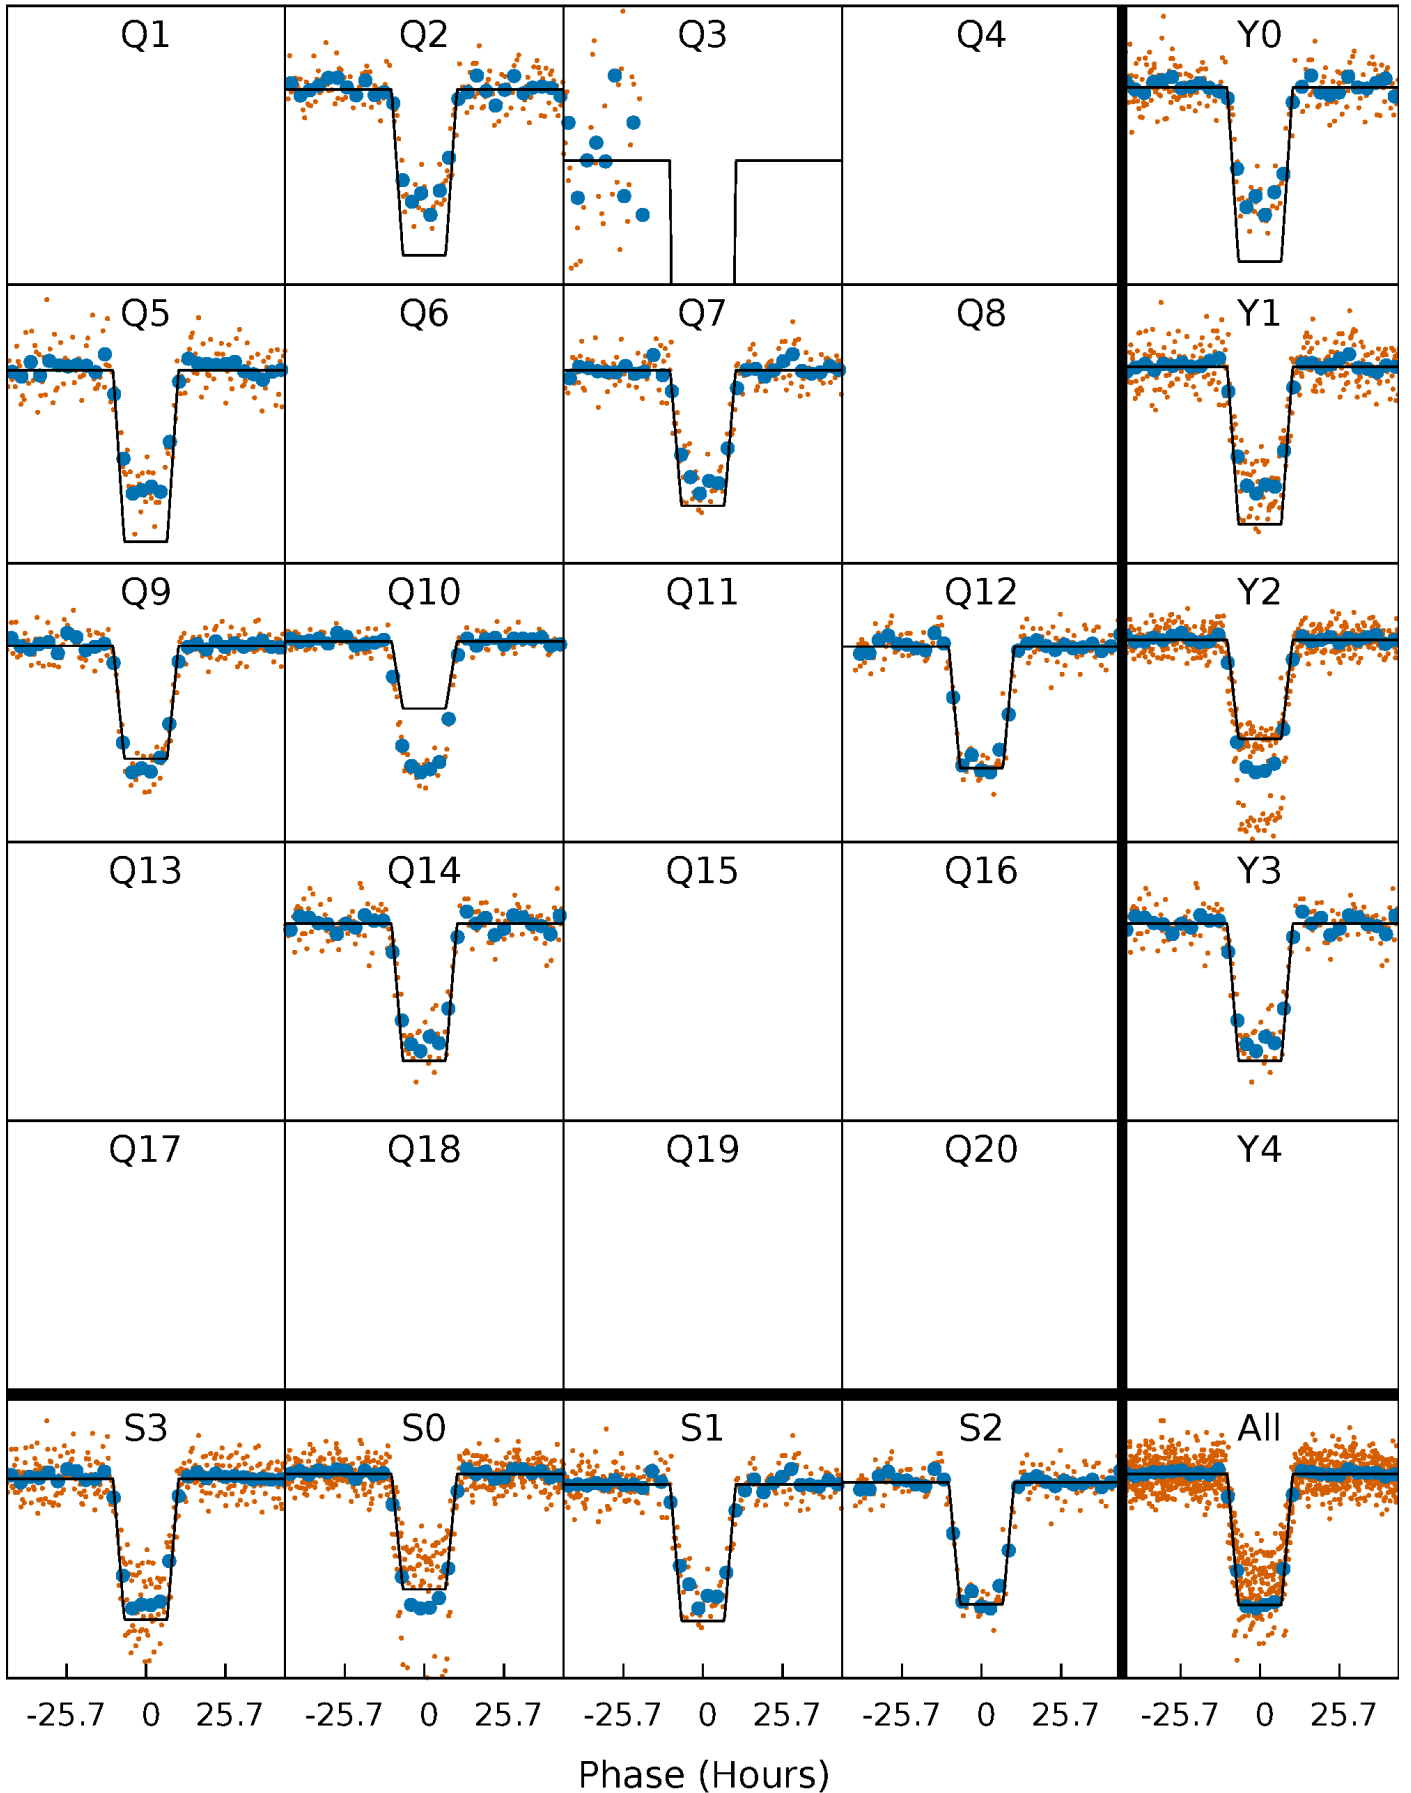 Q1 Q2 Q3 Q4 Y0
Q5 Q6 Q7 Q8 Y1
Q9 Q10 Q11 Q12 Y2
Q13 Q14 Q15 Q16 Y3
Q17 Q18 Q19 Q20 Y4
S3 S0 S1 S2 All
-25.7 0 25.7 -25.7 0 25.7 -25.7 0 25.7 -25.7 0 25.7 -25.7 0 25.7
Phase (Hours)